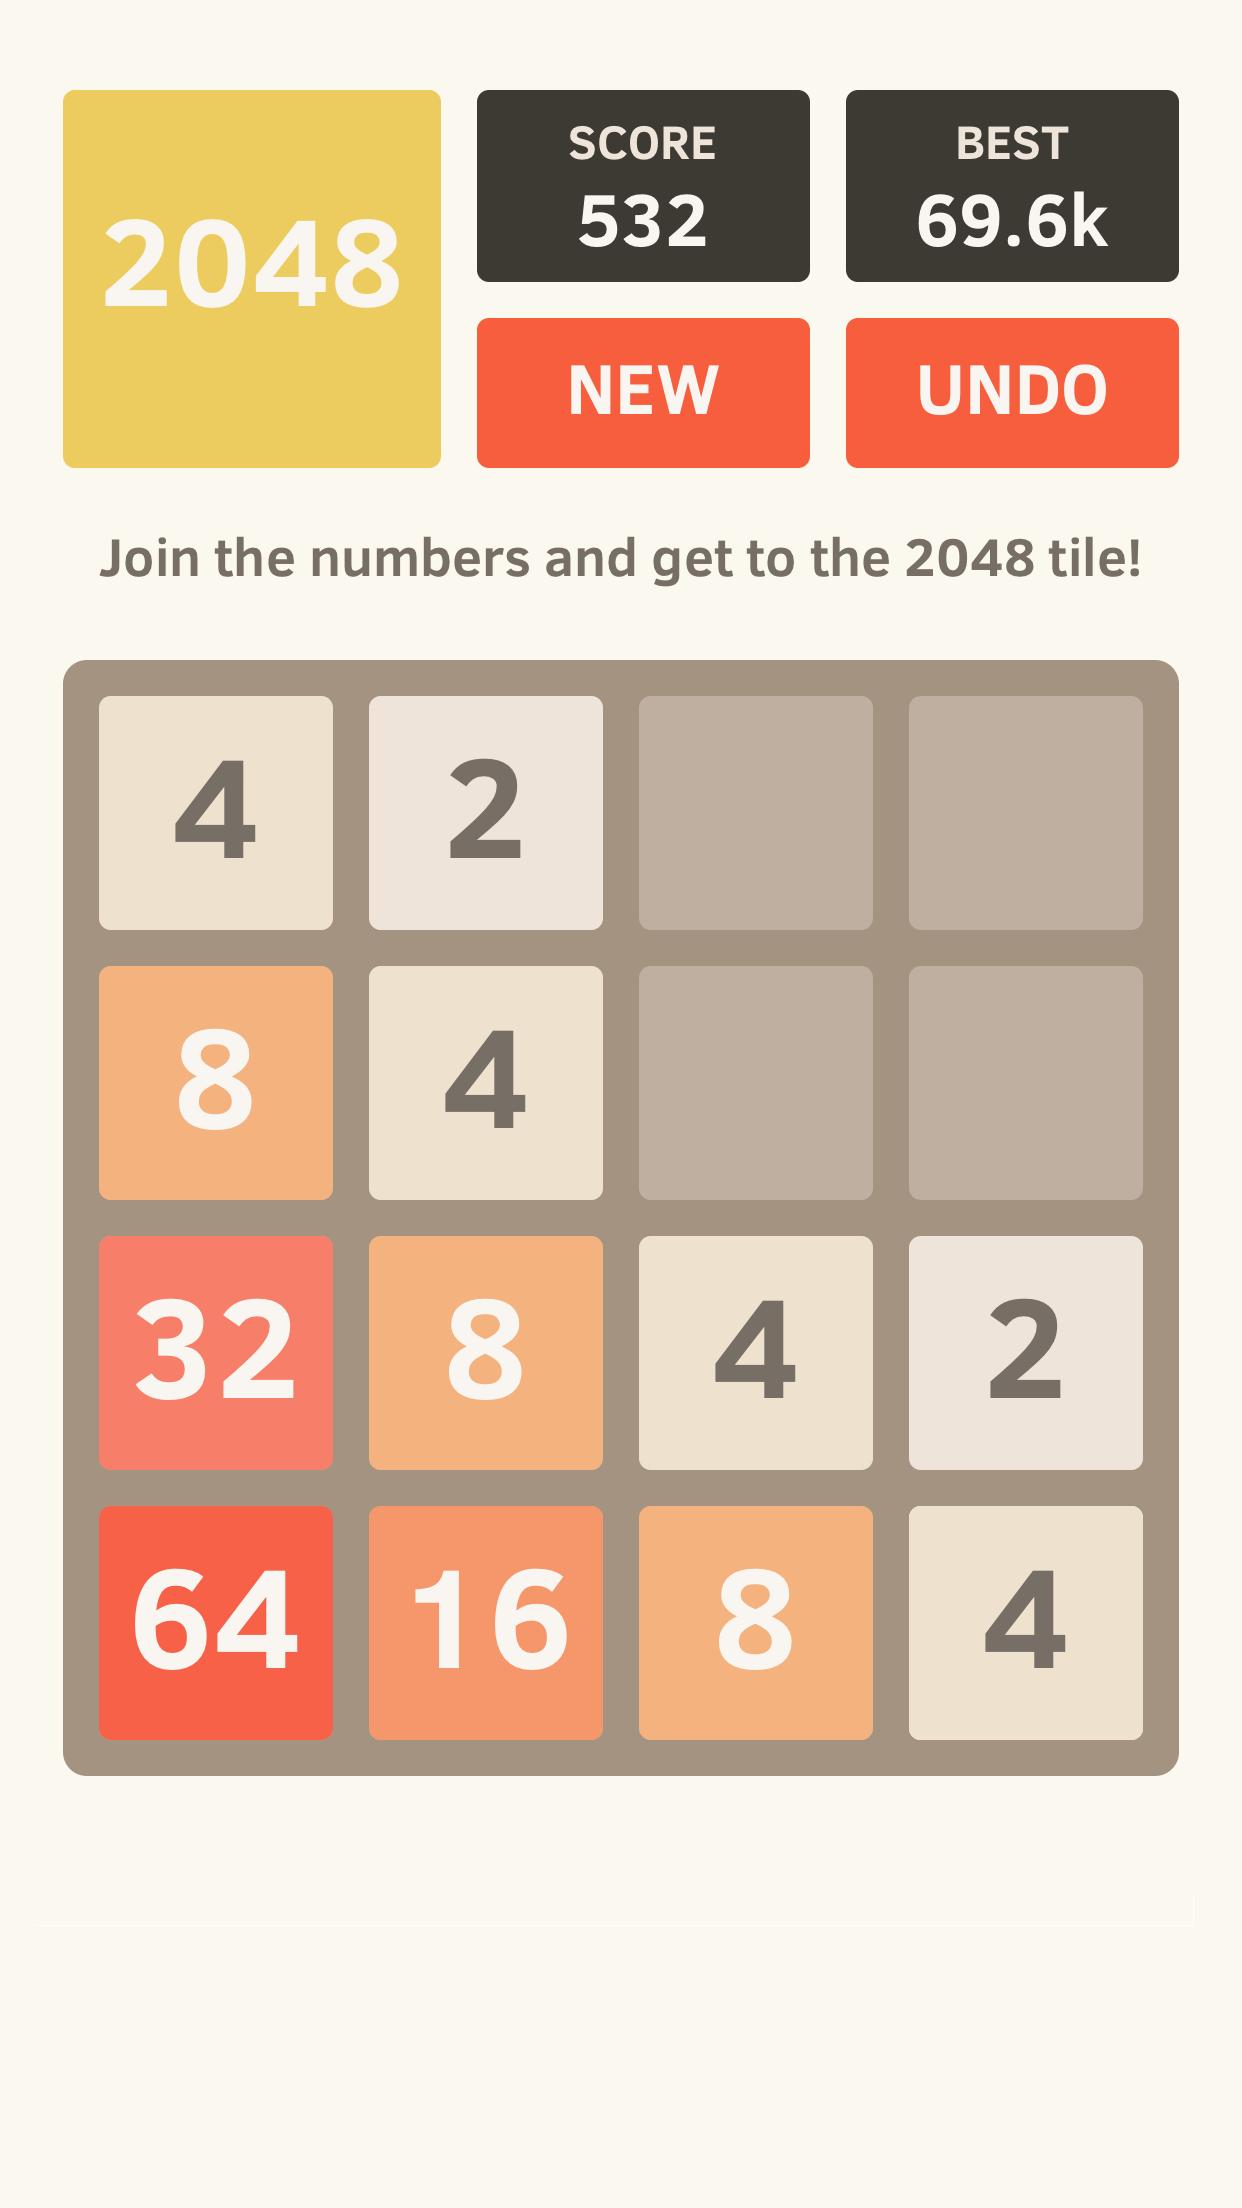 2048
SCORE
532
BEST
69.6k
NEW
UNDO
Join the numbers and get to the 2048 tile!
4 2
8 4
32 8 4 2
64 16 8 4